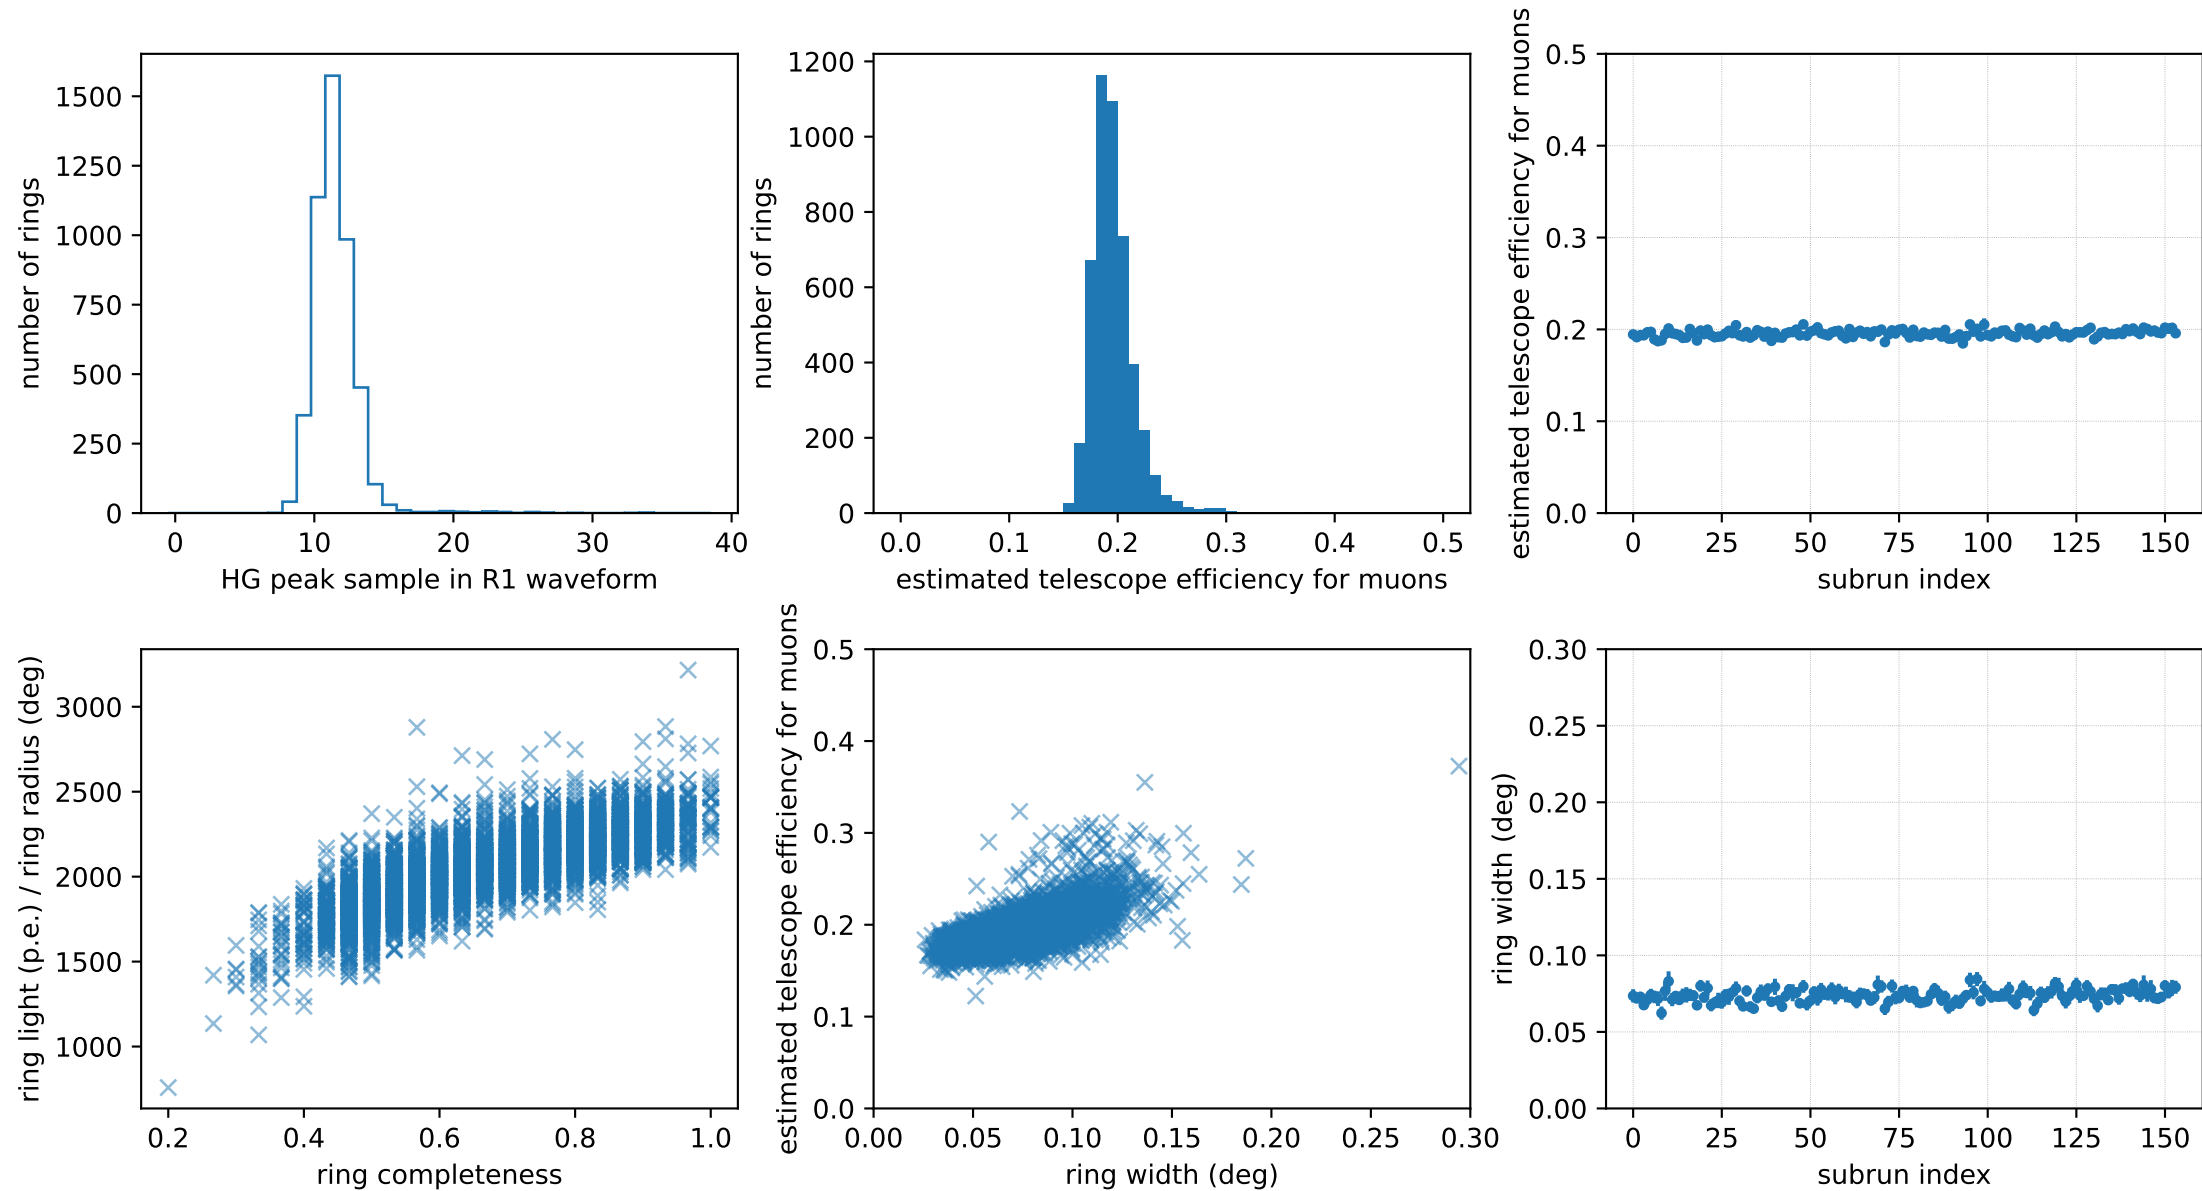 number of rings
1500
1250
1000
750
500
250
0
0 10 20 30 40
HG peak sample in R1 waveform
number of rings
1200
1000
800
600
400
200
0
0.0 0.1 0.2 0.3 0.4 0.5
estimated telescope efficiency for muons
estimated telescope efficiency for muons
0.5
0.4
0.3
0.2
0.1
0.0
0 25 50 75 100 125 150
subrun index
ring light (p.e.) / ring radius (deg)
3000
2500
2000
1500
1000
0.2 0.4 0.6 0.8 1.0
ring completeness
estimated telescope efficiency for muons
0.5
0.4
0.3
0.2
0.1
0.0
0.00 0.05 0.10 0.15 0.20 0.25 0.30
ring width (deg)
ring width (deg)
0.30
0.25
0.20
0.15
0.10
0.05
0.00
0 25 50 75 100 125 150
subrun index